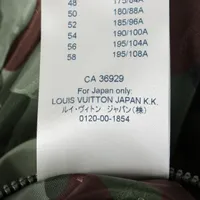 48 175/84A
50 180/88A
52 185/96A
54 190/100A
56 195/104A
58 195/108A
CA 36929
For Japan only:
LOUIS VUITTON JAPAN K.K.
ルイ・ヴィトン ジャパン(株)
0120-00-1854